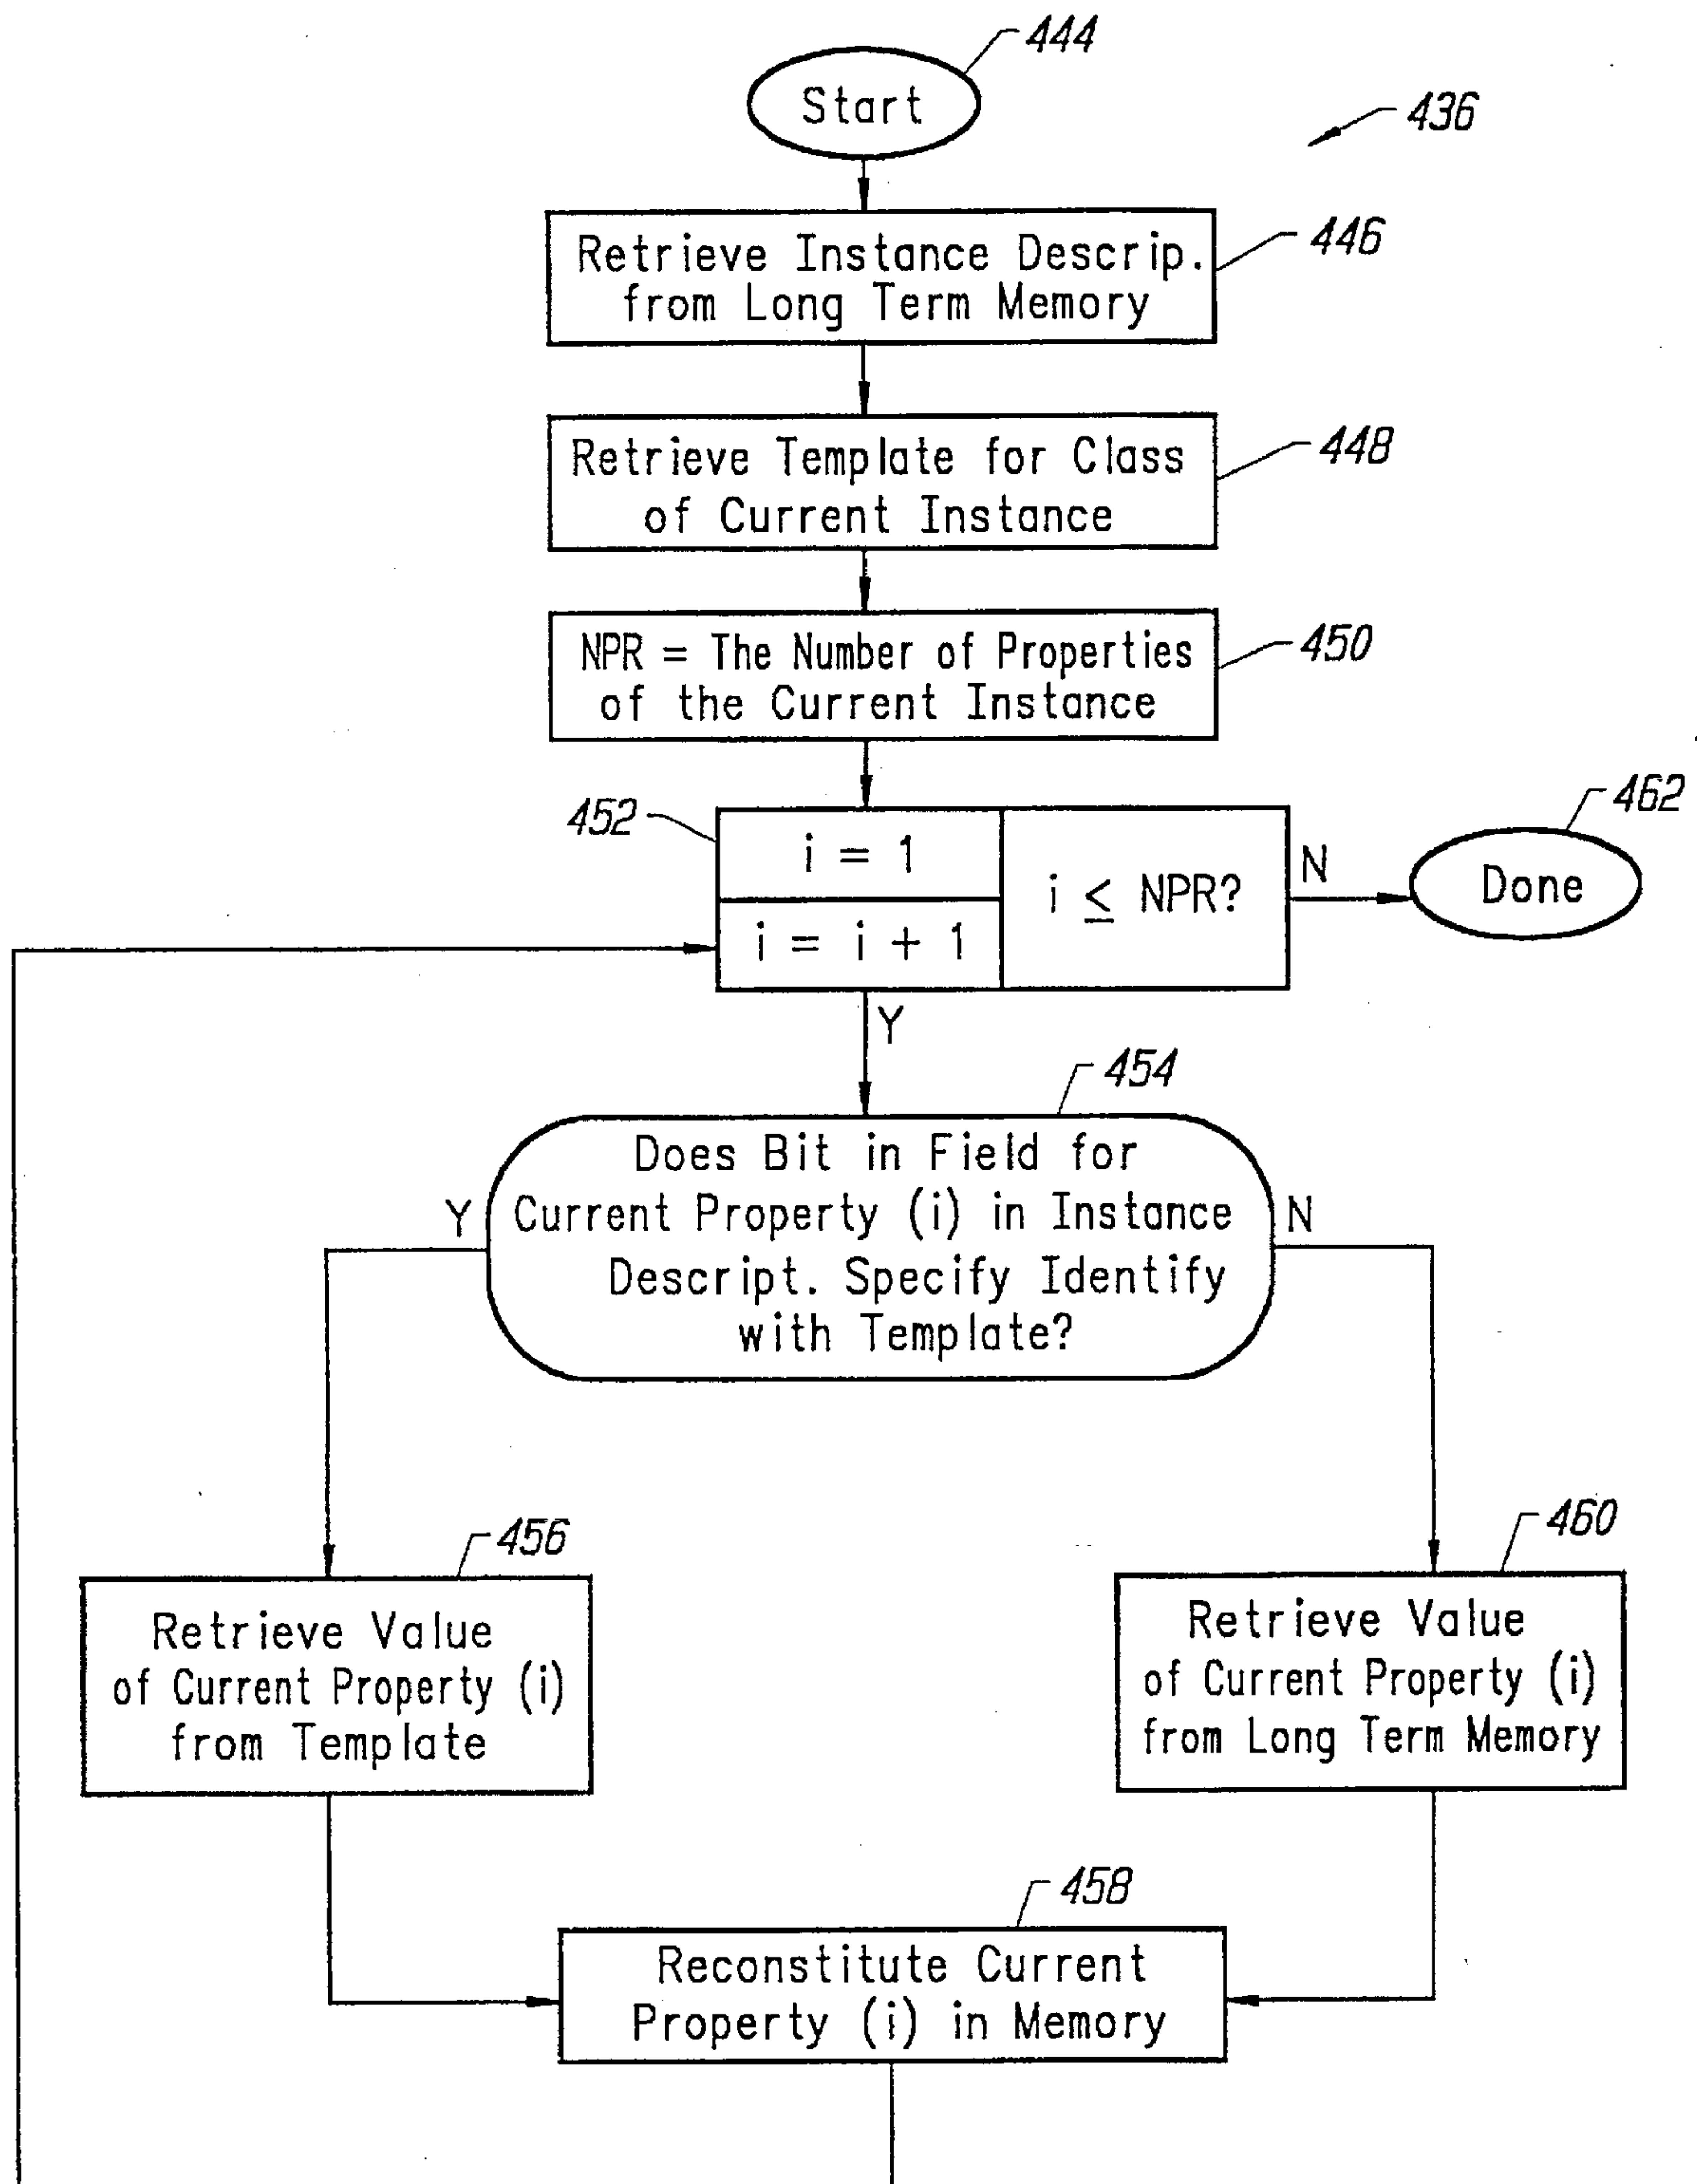 444
Start
436
Retrieve Instance Descrip.
from Long Term Memory
446
Retrieve Template for Class
of Current Instance
448
NPR = The Number of Properties
of the Current Instance
450
452
i = 1
i = i + 1
i ≤ NPR?
N
462
Done
Y
454
Does Bit in Field for
Current Property (i) in Instance
Descript. Specify Identify
with Template?
Y
N
456
Retrieve Value
of Current Property (i)
from Template
460
Retrieve Value
of Current Property (i)
from Long Term Memory
458
Reconstitute Current
Property (i) in Memory